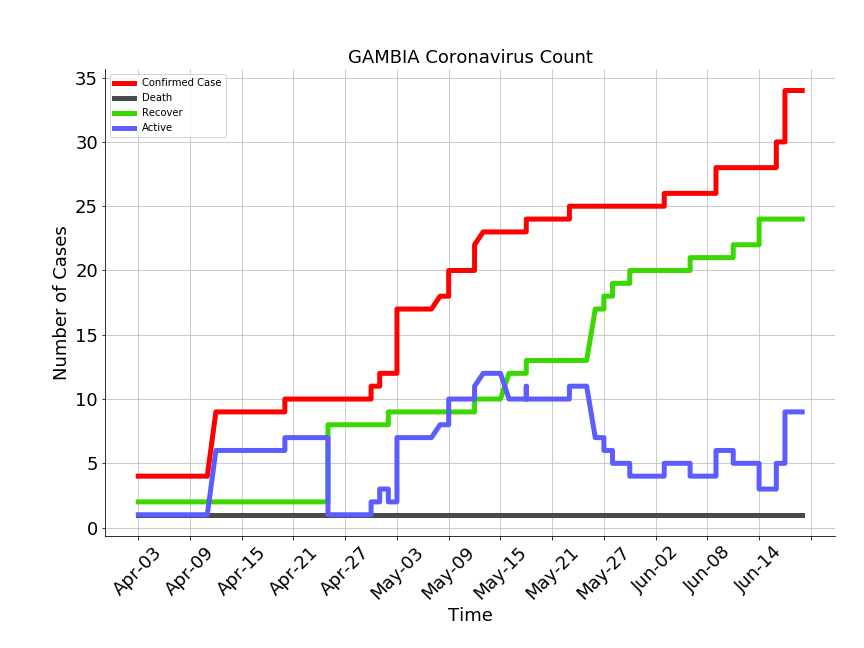 GAMBIA Coronavirus Count
Confirmed Case
Death
Recover
Active
Number of Cases
35
30
25
20
15
10
5
0
Apr-03
Apr-09
Apr-15
Apr-21
Apr-27
May-03
May-09
May-15
May-21
May-27
Jun-02
Jun-08
Jun-14
Time